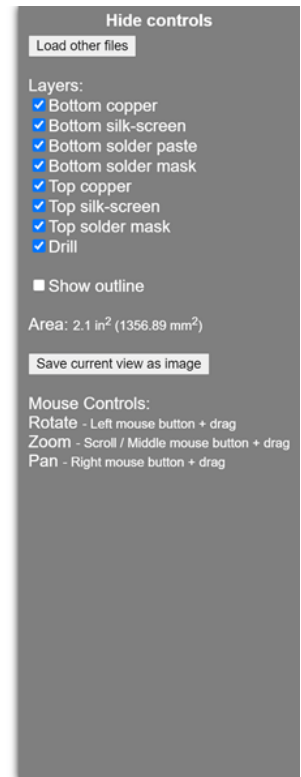 Hide controls
Load other files
Layers:
Bottom copper
Bottom silk-screen
Bottom solder paste
Bottom solder mask
Top copper
Top silk-screen
Top solder mask
Drill
Show outline
Area: 2.1 in² (1356.89 mm²)
Save current view as image
Mouse Controls:
Rotate - Left mouse button + drag
Zoom - Scroll / Middle mouse button + drag
Pan - Right mouse button + drag